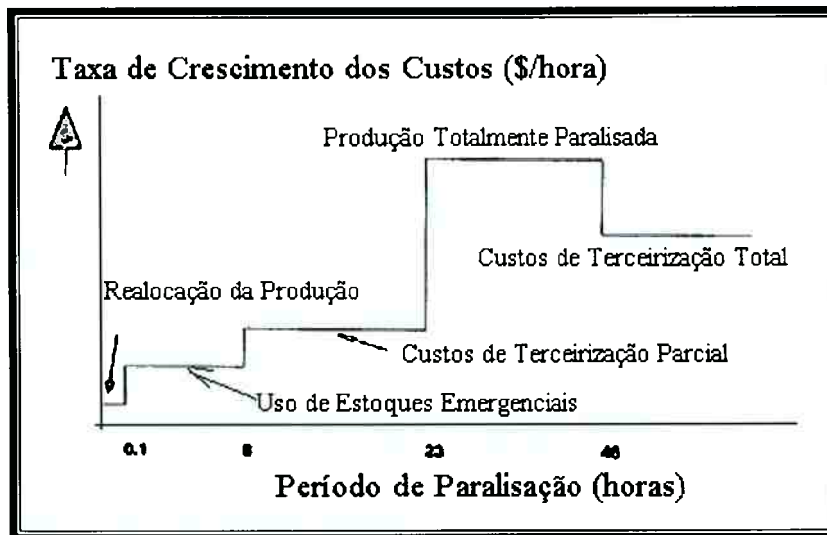 Taxa de Crescimento dos Custos ($/hora)
Produção Totalmente Paralisada
Custos de Terceirização Total
Realocação da Produção
Custos de Terceirização Parcial
Uso de Estoques Emergenciais
0.1 8 23 46
Período de Paralisação (horas)